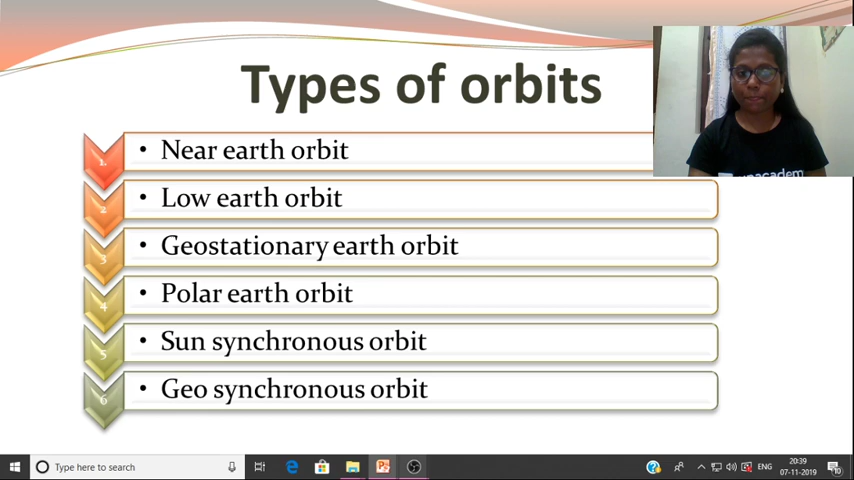 Types of orbits
1.
• Near earth orbit
2
• Low earth orbit
3
• Geostationary earth orbit
4
• Polar earth orbit
5
• Sun synchronous orbit
6
• Geo synchronous orbit
Type here to search
ENG
20:39
07-11-2019
10